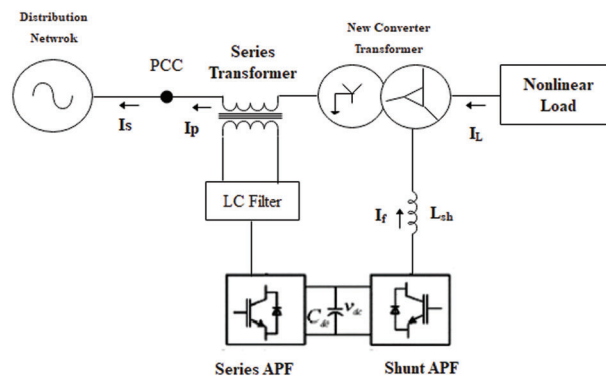 Distribution
Netwrok
PCC
Series
Transformer
New Converter
Transformer
Nonlinear
Load
Is
Ip
IL
LC Filter
If
Lsh
Cdc
vdc
Series APF
Shunt APF